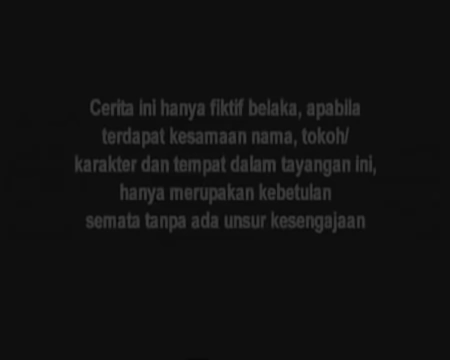 Cerita ini hanya fiktif belaka, apabila
terdapat kesamaan nama, tokoh/
karakter dan tempat dalam tayangan ini,
hanya merupakan kebetulan
semata tanpa ada unsur kesengajaan